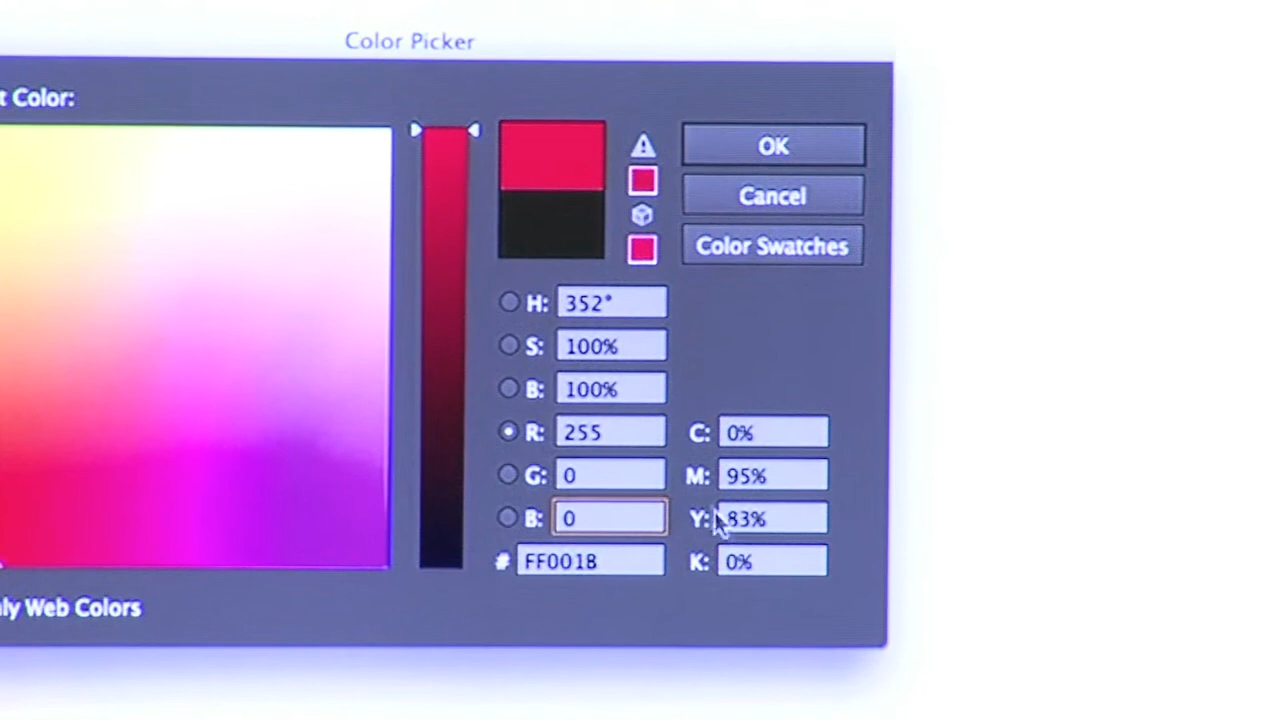 Color Picker
t Color:
OK
Cancel
Color Swatches
H: 352°
S: 100%
B: 100%
R: 255 C: 0%
G: 0 M: 95%
B: 0 Y: 83%
# FF001B K: 0%
ly Web Colors